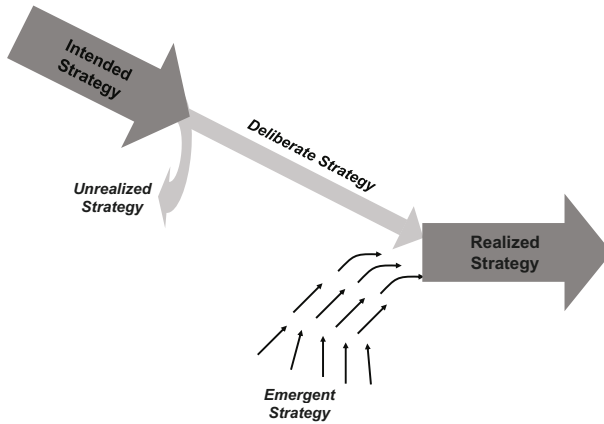 Intended
Strategy
Deliberate Strategy
Unrealized
Strategy
Realized
Strategy
Emergent
Strategy